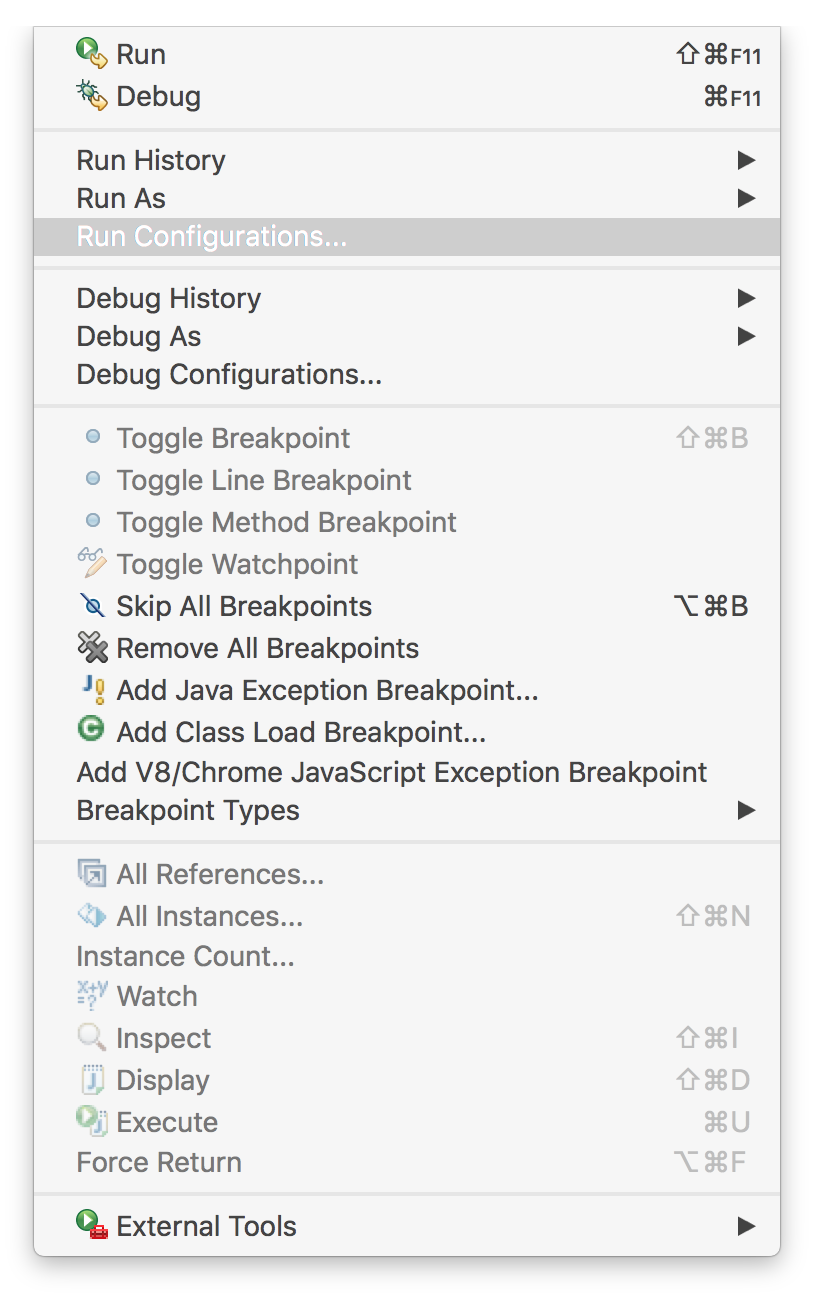 Run ⇧⌘F11
Debug ⌘F11
Run History ▶
Run As ▶
Run Configurations...
Debug History ▶
Debug As ▶
Debug Configurations...
Toggle Breakpoint ⇧⌘B
Toggle Line Breakpoint
Toggle Method Breakpoint
Toggle Watchpoint
Skip All Breakpoints ⌥⌘B
Remove All Breakpoints
Add Java Exception Breakpoint...
Add Class Load Breakpoint...
Add V8/Chrome JavaScript Exception Breakpoint
Breakpoint Types ▶
All References...
All Instances... ⇧⌘N
Instance Count...
Watch
Inspect ⇧⌘I
Display ⇧⌘D
Execute ⌘U
Force Return ⌥⌘F
External Tools ▶